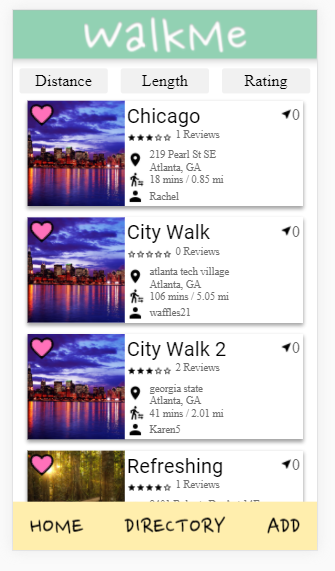 WalkMe
Distance Length Rating
Chicago 0
1 Reviews
219 Pearl St SE
Atlanta, GA
18 mins / 0.85 mi
Rachel
City Walk 0
0 Reviews
atlanta tech village
Atlanta, GA
106 mins / 5.05 mi
waffles21
City Walk 2 0
2 Reviews
georgia state
Atlanta, GA
41 mins / 2.01 mi
Karen5
Refreshing 0
1 Reviews
HOME DIRECTORY ADD